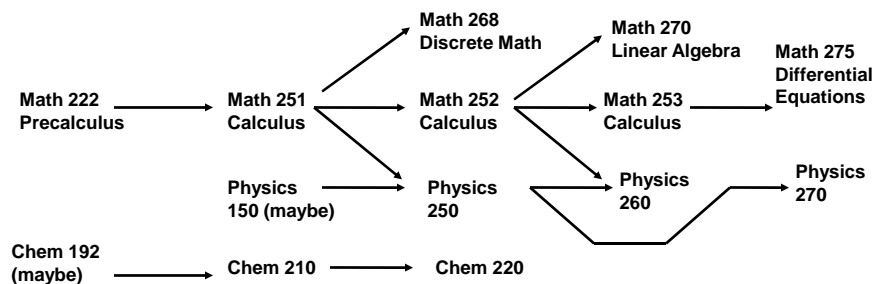 Math 268
Discrete Math
Math 270
Linear Algebra
Math 275
Differential
Equations
Math 222
Precalculus
Math 251
Calculus
Math 252
Calculus
Math 253
Calculus
Physics
150 (maybe)
Physics
250
Physics
260
Physics
270
Chem 192
(maybe)
Chem 210
Chem 220